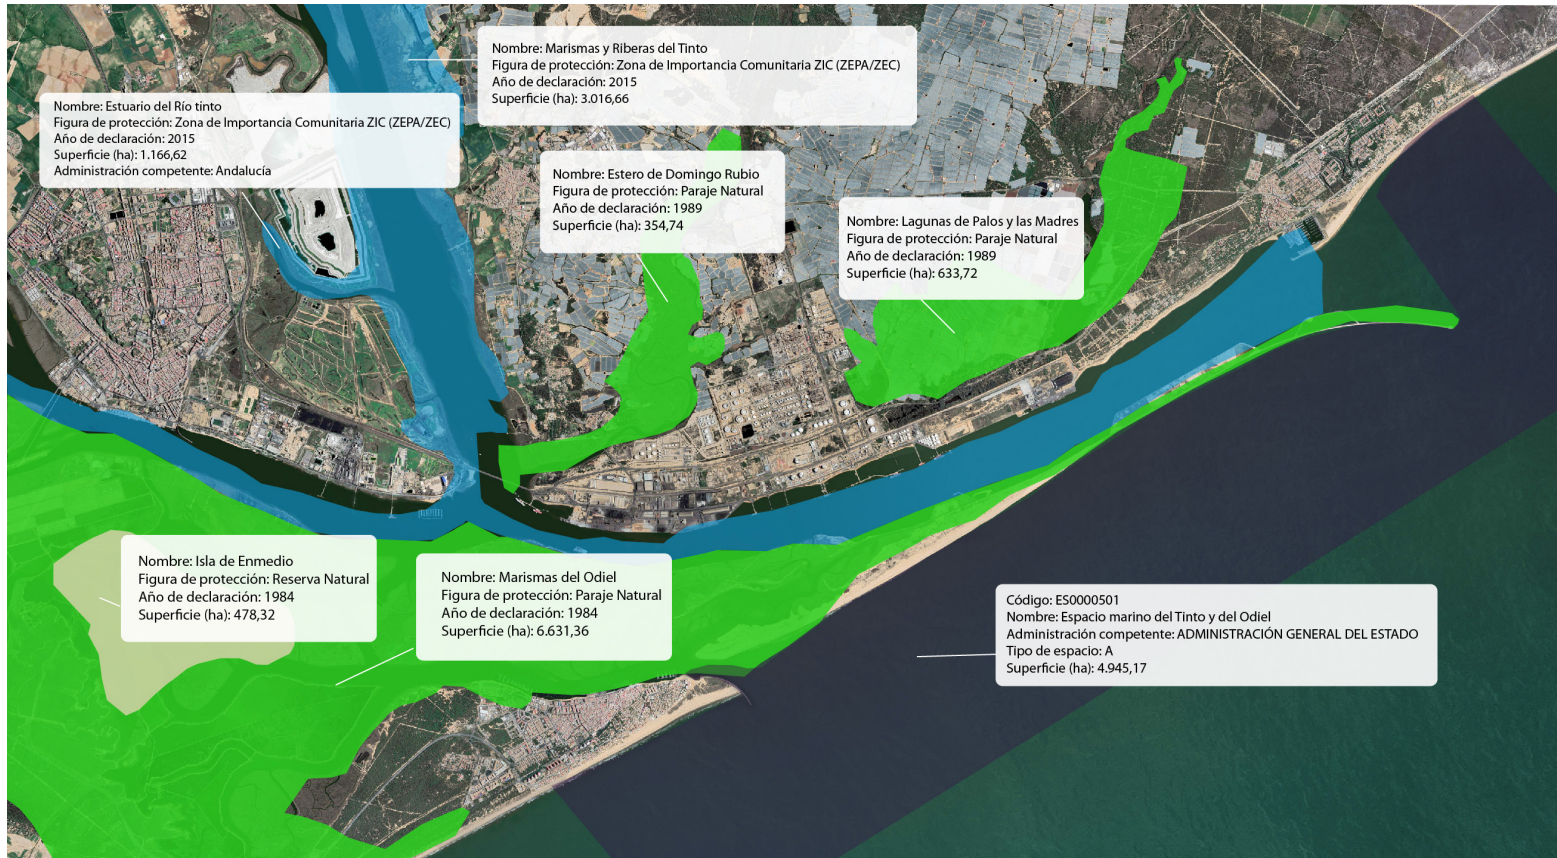 Nombre: Marismas y Riberas del Tinto
Figura de protección: Zona de Importancia Comunitaria ZIC (ZEPA/ZEC)
Año de declaración: 2015
Superficie (ha): 3.016,66
Nombre: Estuario del Río tinto
Figura de protección: Zona de Importancia Comunitaria ZIC (ZEPA/ZEC)
Año de declaración: 2015
Superficie (ha): 1.166,62
Administración competente: Andalucía
Nombre: Estero de Domingo Rubio
Figura de protección: Paraje Natural
Año de declaración: 1989
Superficie (ha): 354,74
Nombre: Lagunas de Palos y las Madres
Figura de protección: Paraje Natural
Año de declaración: 1989
Superficie (ha): 633,72
Nombre: Isla de Enmedio
Figura de protección: Reserva Natural
Año de declaración: 1984
Superficie (ha): 478,32
Nombre: Marismas del Odiel
Figura de protección: Paraje Natural
Año de declaración: 1984
Superficie (ha): 6.631,36
Código: ES0000501
Nombre: Espacio marino del Tinto y del Odiel
Administración competente: ADMINISTRACIÓN GENERAL DEL ESTADO
Tipo de espacio: A
Superficie (ha): 4.945,17